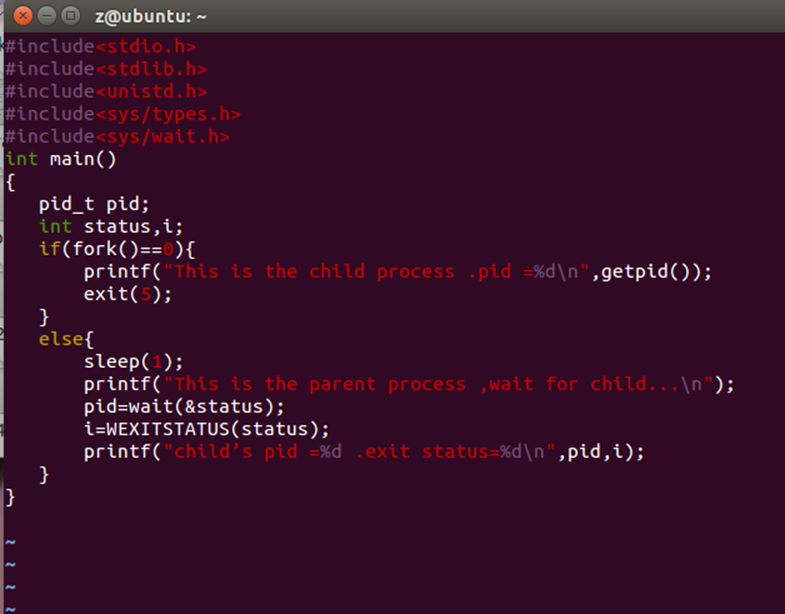 z@ubuntu: ~
#include<stdio.h>
#include<stdlib.h>
#include<unistd.h>
#include<sys/types.h>
#include<sys/wait.h>
int main()
{
   pid_t pid;
   int status,i;
   if(fork()==0){
       printf("This is the child process .pid =%d\n",getpid());
       exit(5);
   }
   else{
       sleep(1);
       printf("This is the parent process ,wait for child...\n");
       pid=wait(&status);
       i=WEXITSTATUS(status);
       printf("child’s pid =%d .exit status=%d\n",pid,i);
   }
}
~
~
~
~